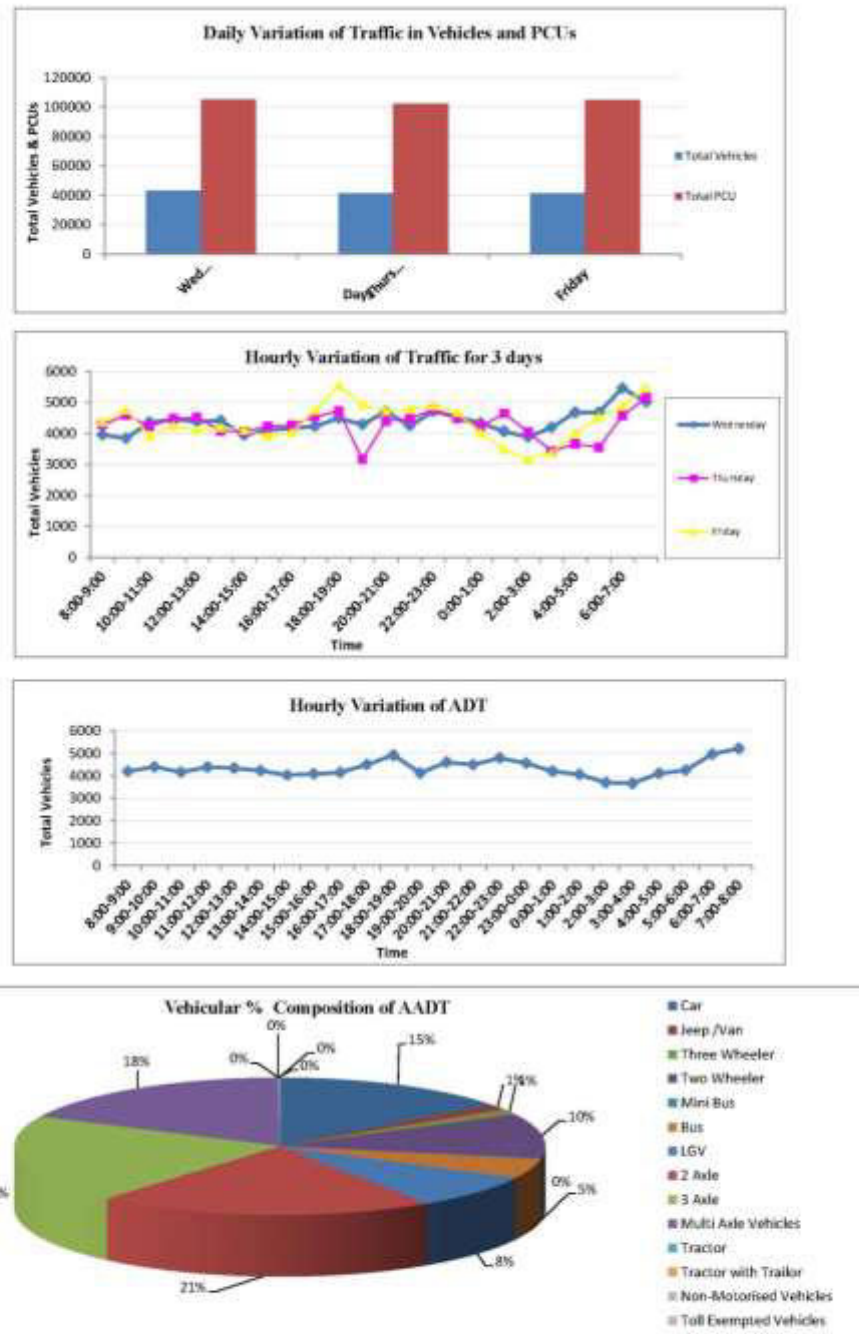 Daily Variation of Traffic in Vehicles and PCUs
120000
100000
80000
60000
40000
20000
0
Total Vehicles & PCUs
Wed...
Thurs...
Friday
Days
Total Vehicles
Total PCU
Hourly Variation of Traffic for 3 days
6000
5000
4000
3000
2000
1000
0
Total Vehicles
8:00-9:00
10:00-11:00
12:00-13:00
14:00-15:00
16:00-17:00
18:00-19:00
20:00-21:00
22:00-23:00
0:00-1:00
2:00-3:00
4:00-5:00
6:00-7:00
Time
Wednesday
Thursday
Friday
Hourly Variation of ADT
6000
5000
4000
3000
2000
1000
0
Total Vehicles
8:00-9:00
9:00-10:00
10:00-11:00
11:00-12:00
12:00-13:00
13:00-14:00
14:00-15:00
15:00-16:00
16:00-17:00
17:00-18:00
18:00-19:00
19:00-20:00
20:00-21:00
21:00-22:00
22:00-23:00
23:00-0:00
0:00-1:00
1:00-2:00
2:00-3:00
3:00-4:00
4:00-5:00
5:00-6:00
6:00-7:00
7:00-8:00
Time
Vehicular % Composition of AADT
0%
0%
0%
0%
15%
1%
1%
10%
0%
5%
8%
21%
%
18%
Car
Jeep /Van
Three Wheeler
Two Wheeler
Mini Bus
Bus
LGV
2 Axle
3 Axle
Multi Axle Vehicles
Tractor
Tractor with Trailor
Non-Motorised Vehicles
Toll Exempted Vehicles